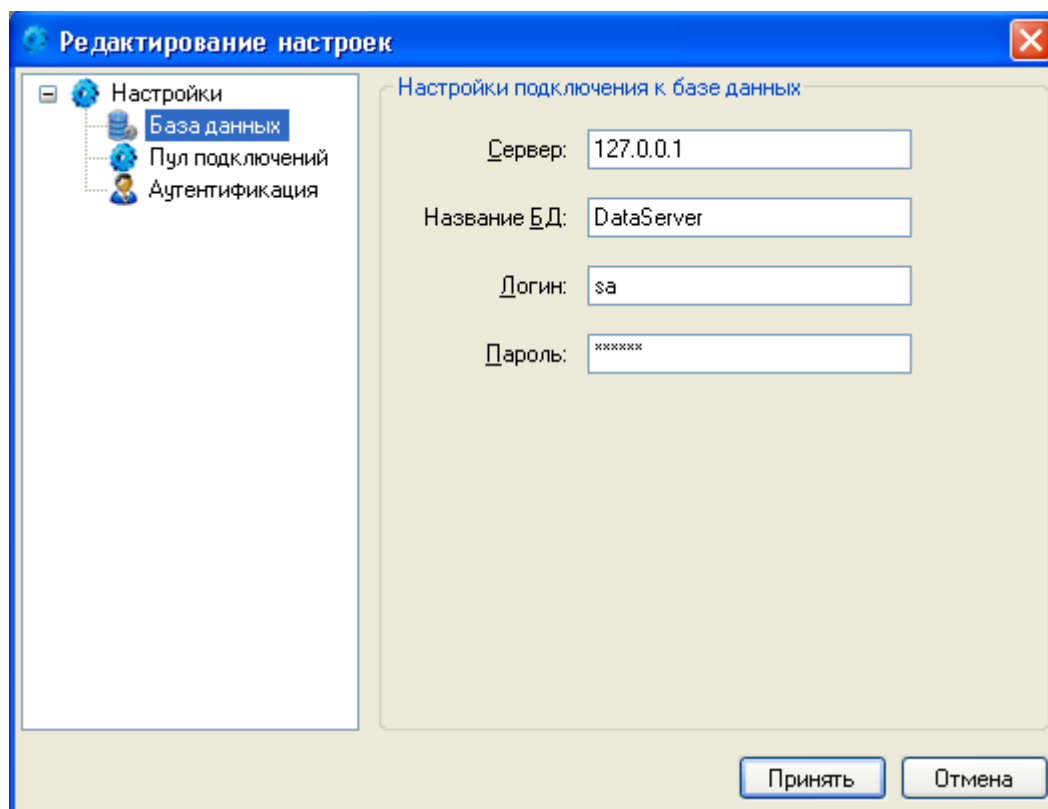 Редактирование настроек
Настройки
База данных
Пул подключений
Аутентификация
Настройки подключения к базе данных
Сервер: 127.0.0.1
Название БД: DataServer
Логин: sa
Пароль: ******
Принять Отмена